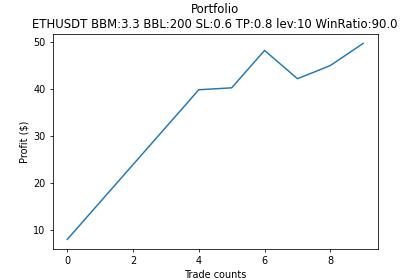 Portfolio
ETHUSDT BBM:3.3 BBL:200 SL:0.6 TP:0.8 lev:10 WinRatio:90.0
50
40
30
20
10
Profit ($)
0 2 4 6 8
Trade counts